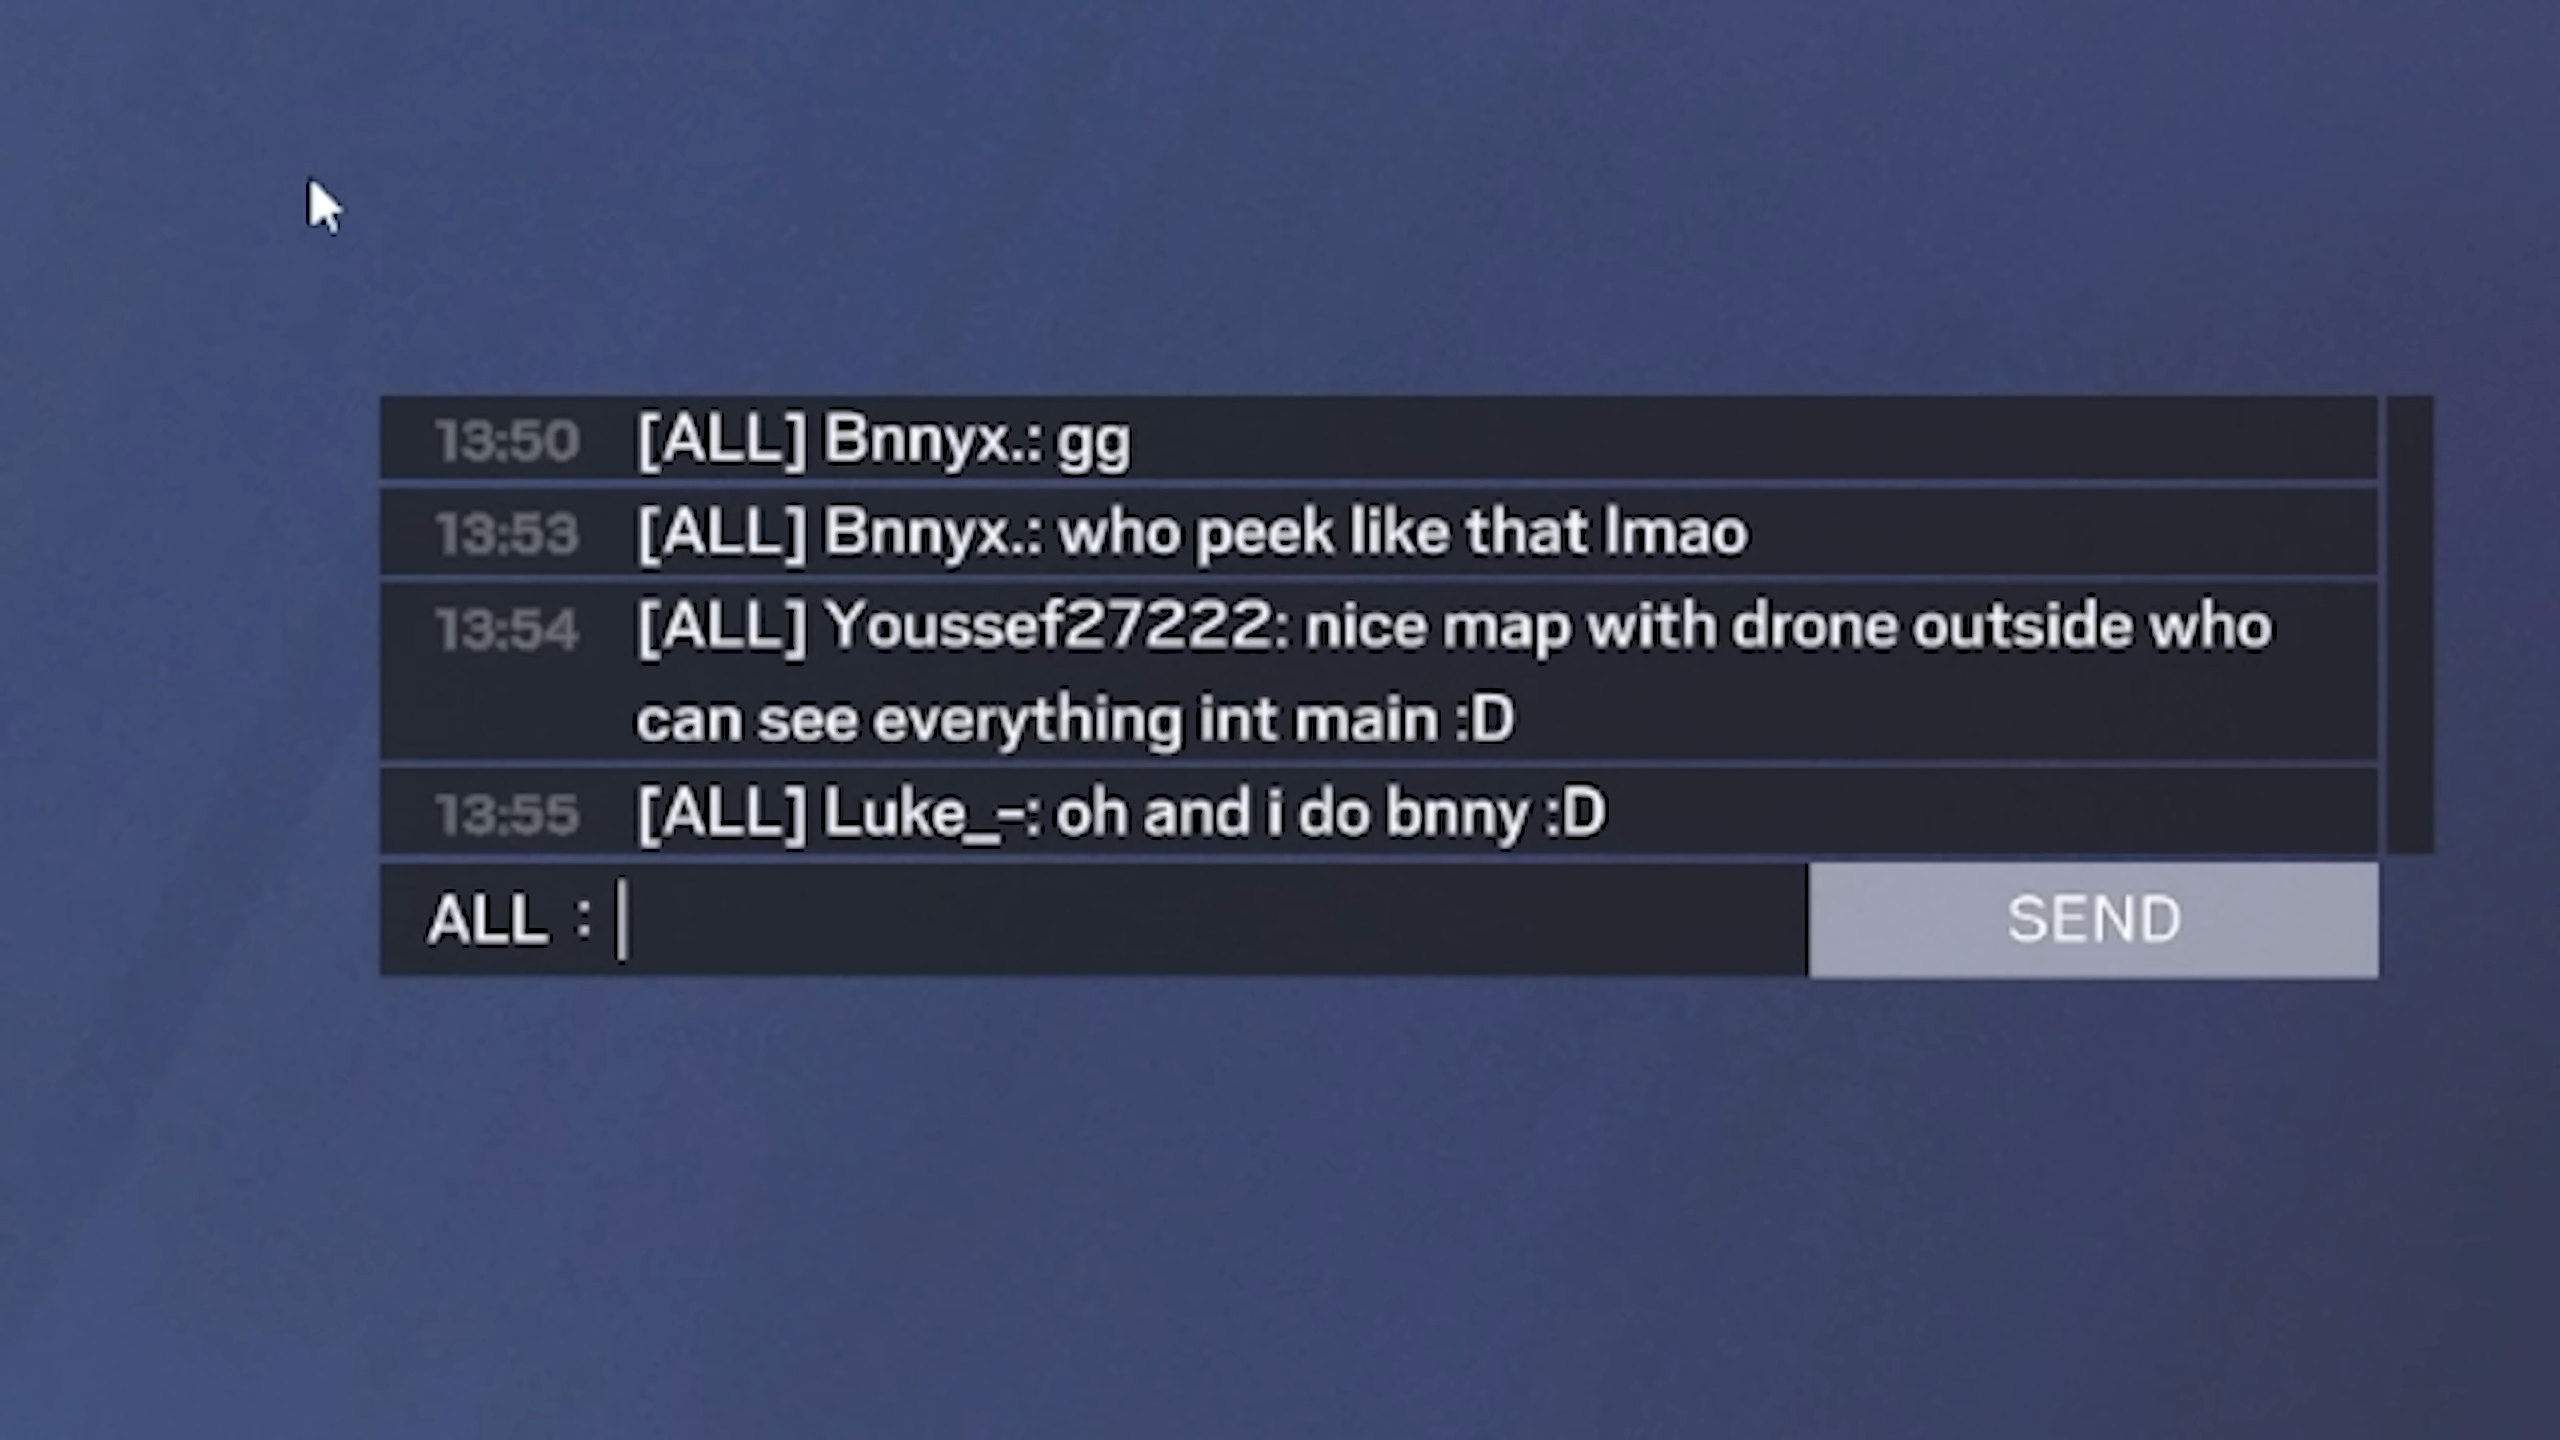 13:50 [ALL] Bnnyx.: gg
13:53 [ALL] Bnnyx.: who peek like that lmao
13:54 [ALL] Youssef27222: nice map with drone outside who
can see everything int main :D
13:55 [ALL] Luke_-: oh and i do bnny :D
ALL : SEND